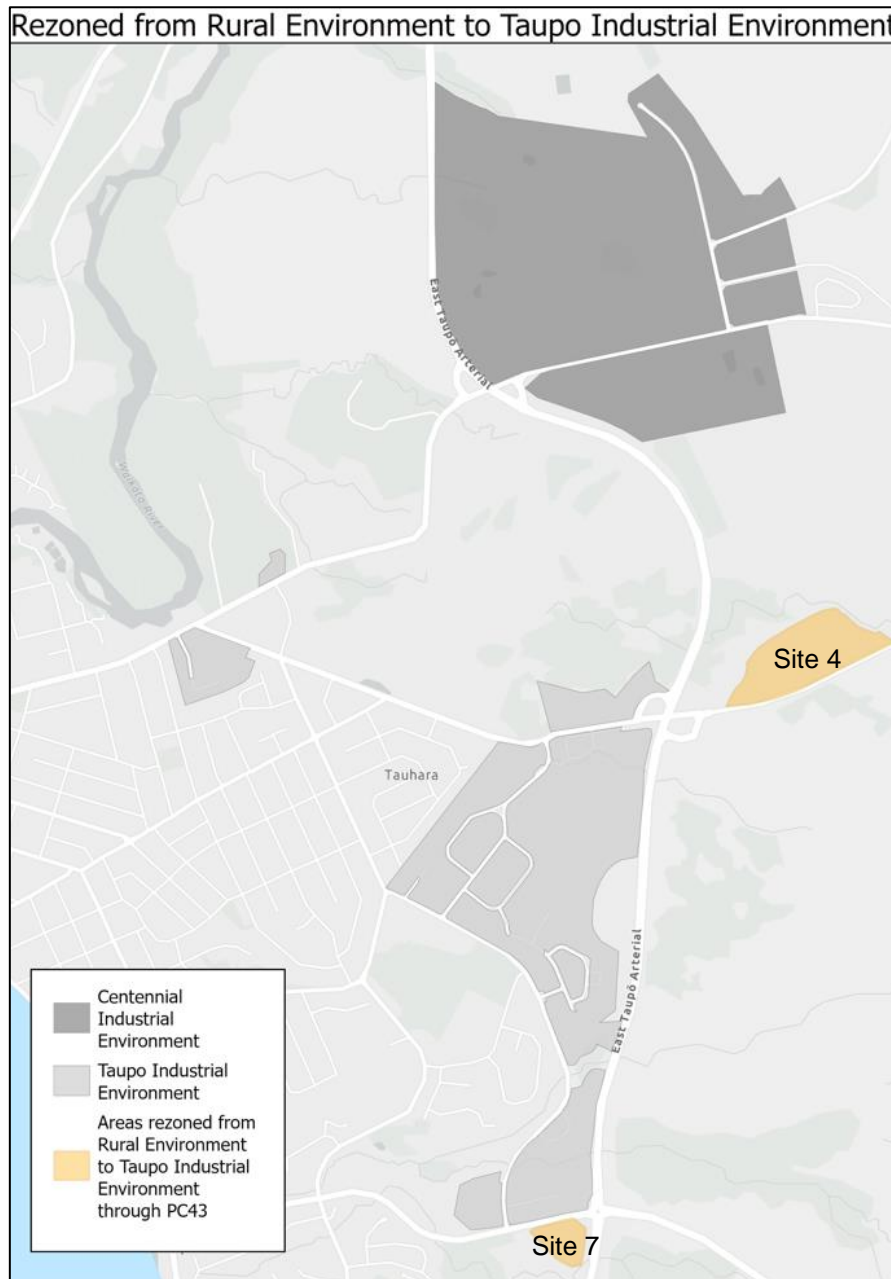 Rezoned from Rural Environment to Taupo Industrial Environment
East Taupō Arterial
Waikato River
Site 4
Tauhara
East Taupō Arterial
Centennial
Industrial
Environment
Taupo Industrial
Environment
Areas rezoned from
Rural Environment
to Taupo Industrial
Environment
through PC43
Site 7